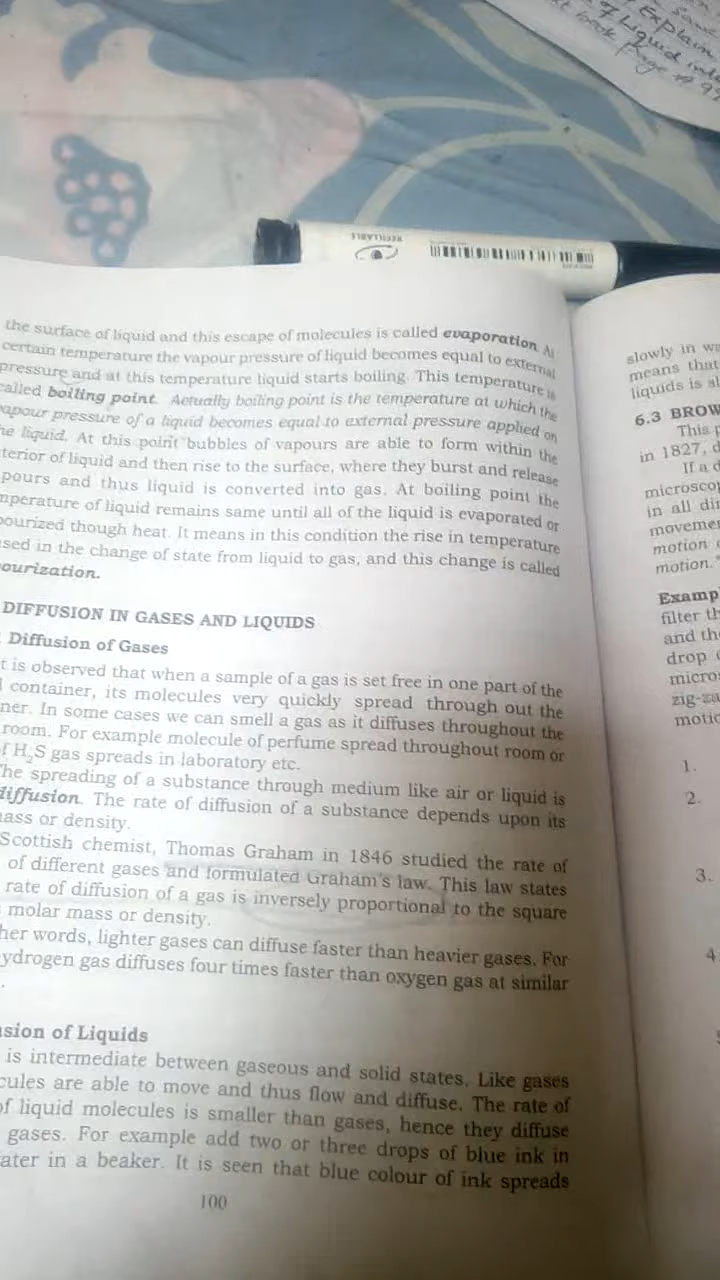 same
Explain
7 Liquid into
book page # 99
REFILLABLE
the surface of liquid and this escape of molecules is called evaporation. At
certain temperature the vapour pressure of liquid becomes equal to external
pressure and at this temperature liquid starts boiling. This temperature is
called boiling point. Actually boiling point is the temperature at which the
apour pressure of a liquid becomes equal to external pressure applied on
he liquid. At this point bubbles of vapours are able to form within the
terior of liquid and then rise to the surface, where they burst and release
pours and thus liquid is converted into gas. At boiling point the
mperature of liquid remains same until all of the liquid is evaporated or
pourized though heat. It means in this condition the rise in temperature
used in the change of state from liquid to gas, and this change is called
ourization.
DIFFUSION IN GASES AND LIQUIDS
Diffusion of Gases
t is observed that when a sample of a gas is set free in one part of the
container, its molecules very quickly spread through out the
ner. In some cases we can smell a gas as it diffuses throughout the
room. For example molecule of perfume spread throughout room or
f H₂S gas spreads in laboratory etc.
he spreading of a substance through medium like air or liquid is
diffusion. The rate of diffusion of a substance depends upon its
mass or density.
Scottish chemist, Thomas Graham in 1846 studied the rate of
of different gases and formulated Graham's law. This law states
rate of diffusion of a gas is inversely proportional to the square
molar mass or density.
her words, lighter gases can diffuse faster than heavier gases. For
ydrogen gas diffuses four times faster than oxygen gas at similar
usion of Liquids
is intermediate between gaseous and solid states. Like gases
cules are able to move and thus flow and diffuse. The rate of
of liquid molecules is smaller than gases, hence they diffuse
gases. For example add two or three drops of blue ink in
ater in a beaker. It is seen that blue colour of ink spreads
100
slowly in wa
means that
liquids is al
6.3 BROW
This p
in 1827, d
If a d
microscop
in all dir
movemen
motion o
motion."
Examp
filter th
and the
drop o
micros
zig-za
motio
1.
2.
3.
4